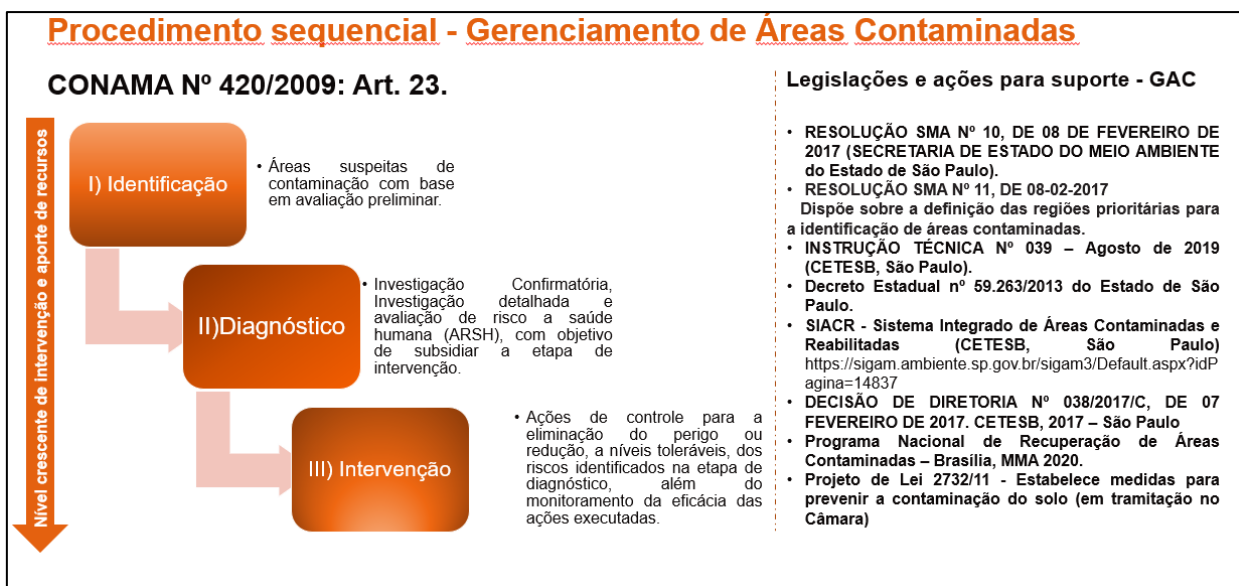 Procedimento sequencial - Gerenciamento de Áreas Contaminadas
CONAMA Nº 420/2009: Art. 23.
Nível crescente de intervenção e aporte de recursos
I) Identificação
• Áreas suspeitas de
contaminação com base
em avaliação preliminar.
II)Diagnóstico
• Investigação Confirmatória,
Investigação detalhada e
avaliação de risco a saúde
humana (ARSH), com objetivo
de subsidiar a etapa de
intervenção.
III) Intervenção
• Ações de controle para a
eliminação do perigo ou
redução, a níveis toleráveis, dos
riscos identificados na etapa de
diagnóstico, além do
monitoramento da eficácia das
ações executadas.
Legislações e ações para suporte - GAC
• RESOLUÇÃO SMA Nº 10, DE 08 DE FEVEREIRO DE
2017 (SECRETARIA DE ESTADO DO MEIO AMBIENTE
do Estado de São Paulo).
• RESOLUÇÃO SMA Nº 11, DE 08-02-2017
Dispõe sobre a definição das regiões prioritárias para
a identificação de áreas contaminadas.
• INSTRUÇÃO TÉCNICA Nº 039 – Agosto de 2019
(CETESB, São Paulo).
• Decreto Estadual nº 59.263/2013 do Estado de São
Paulo.
• SIACR - Sistema Integrado de Áreas Contaminadas e
Reabilitadas (CETESB, São Paulo)
https://sigam.ambiente.sp.gov.br/sigam3/Default.aspx?idP
agina=14837
• DECISÃO DE DIRETORIA Nº 038/2017/C, DE 07
FEVEREIRO DE 2017. CETESB, 2017 – São Paulo
• Programa Nacional de Recuperação de Áreas
Contaminadas – Brasília, MMA 2020.
• Projeto de Lei 2732/11 - Estabelece medidas para
prevenir a contaminação do solo (em tramitação no
Câmara)